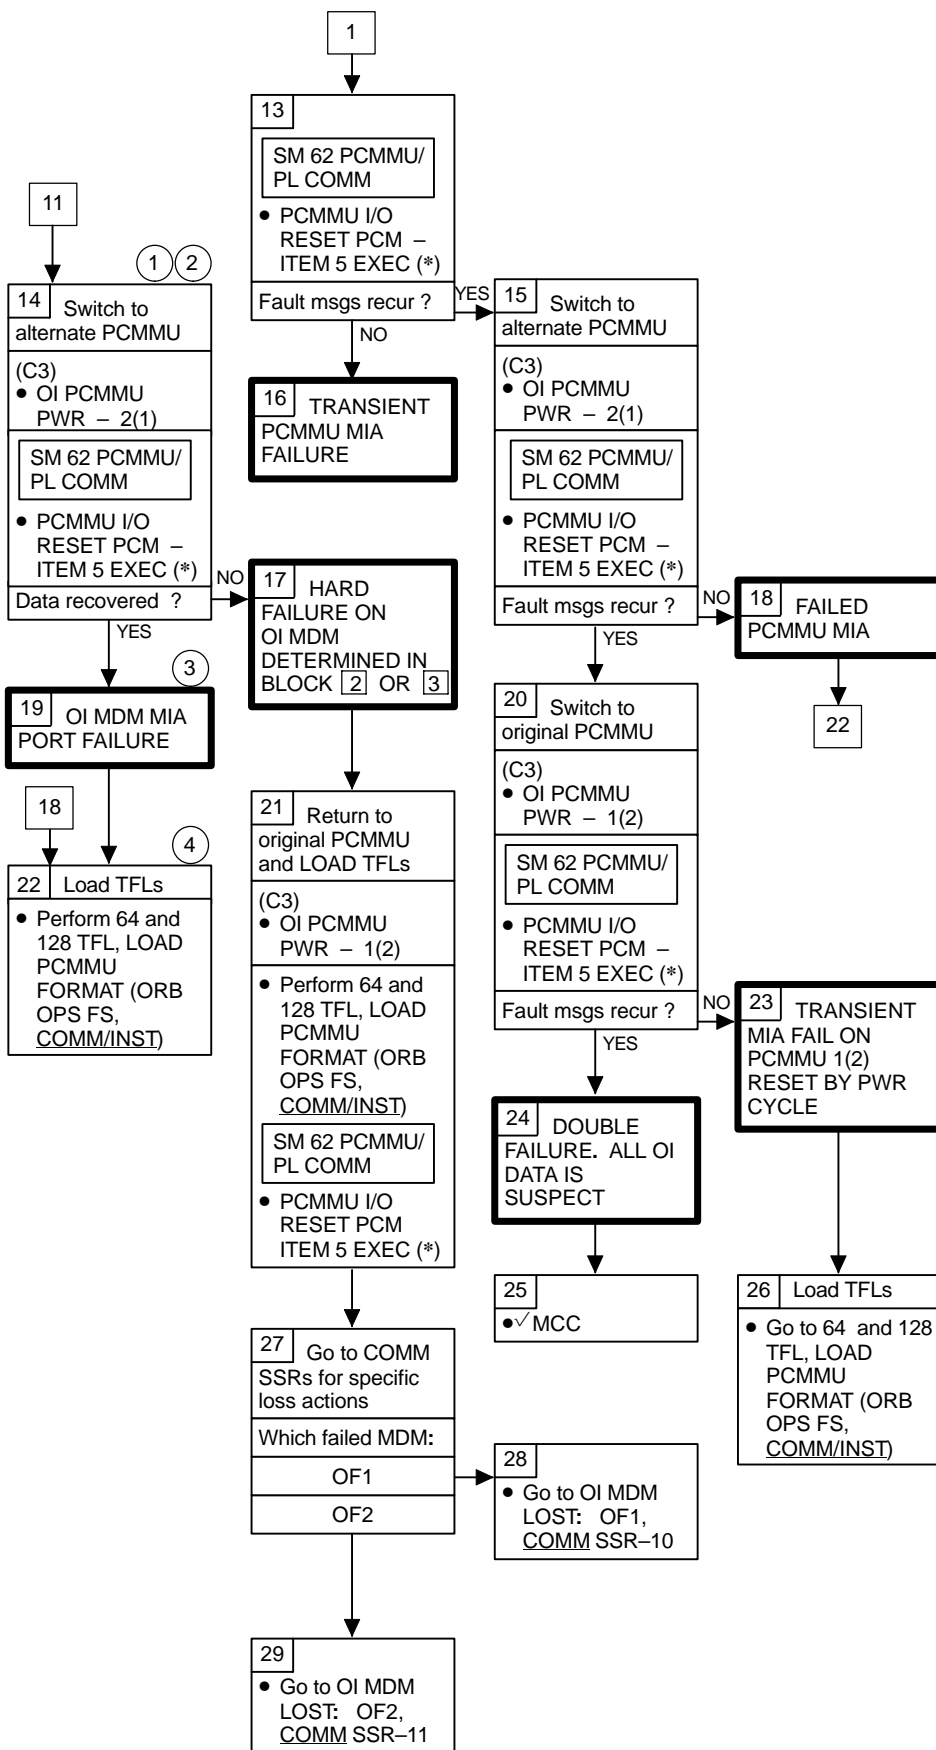 1
13
SM 62 PCMMU/
PL COMM
• PCMMU I/O
RESET PCM –
ITEM 5 EXEC (*)
Fault msgs recur ?
YES
NO
11
1 2
14 Switch to
alternate PCMMU
(C3)
• OI PCMMU
PWR – 2(1)
SM 62 PCMMU/
PL COMM
• PCMMU I/O
RESET PCM –
ITEM 5 EXEC (*)
Data recovered ?
NO
YES
15 Switch to
alternate PCMMU
(C3)
• OI PCMMU
PWR – 2(1)
SM 62 PCMMU/
PL COMM
• PCMMU I/O
RESET PCM –
ITEM 5 EXEC (*)
Fault msgs recur ?
NO
YES
16 TRANSIENT
PCMMU MIA
FAILURE
17 HARD
FAILURE ON
OI MDM
DETERMINED IN
BLOCK 2 OR 3
18 FAILED
PCMMU MIA
22
3
19 OI MDM MIA
PORT FAILURE
20 Switch to
original PCMMU
(C3)
• OI PCMMU
PWR – 1(2)
SM 62 PCMMU/
PL COMM
• PCMMU I/O
RESET PCM –
ITEM 5 EXEC (*)
Fault msgs recur ?
NO
YES
21 Return to
original PCMMU
and LOAD TFLs
(C3)
• OI PCMMU
PWR – 1(2)
• Perform 64 and
128 TFL, LOAD
PCMMU
FORMAT (ORB
OPS FS,
COMM/INST)
SM 62 PCMMU/
PL COMM
• PCMMU I/O
RESET PCM
ITEM 5 EXEC (*)
18
4
22 Load TFLs
• Perform 64 and
128 TFL, LOAD
PCMMU
FORMAT (ORB
OPS FS,
COMM/INST)
23 TRANSIENT
MIA FAIL ON
PCMMU 1(2)
RESET BY PWR
CYCLE
24 DOUBLE
FAILURE. ALL OI
DATA IS
SUSPECT
25
•√ MCC
26 Load TFLs
• Go to 64 and 128
TFL, LOAD
PCMMU
FORMAT (ORB
OPS FS,
COMM/INST)
27 Go to COMM
SSRs for specific
loss actions
Which failed MDM:
OF1
OF2
28
• Go to OI MDM
LOST: OF1,
COMM SSR–10
29
• Go to OI MDM
LOST: OF2,
COMM SSR–11